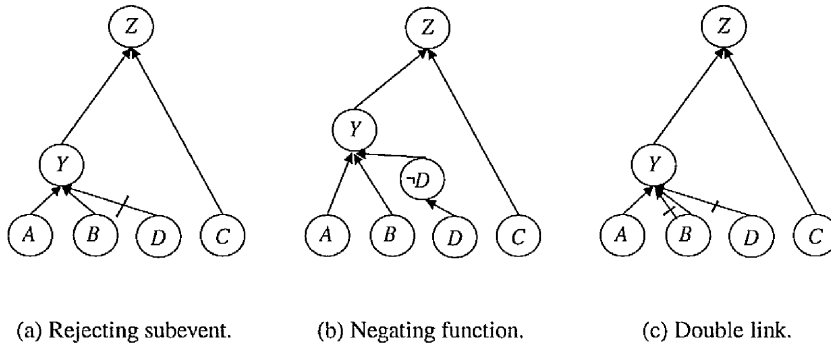 Z Z Z
Y Y Y
¬D
A B D C A B D C A B D C
(a) Rejecting subevent. (b) Negating function. (c) Double link.